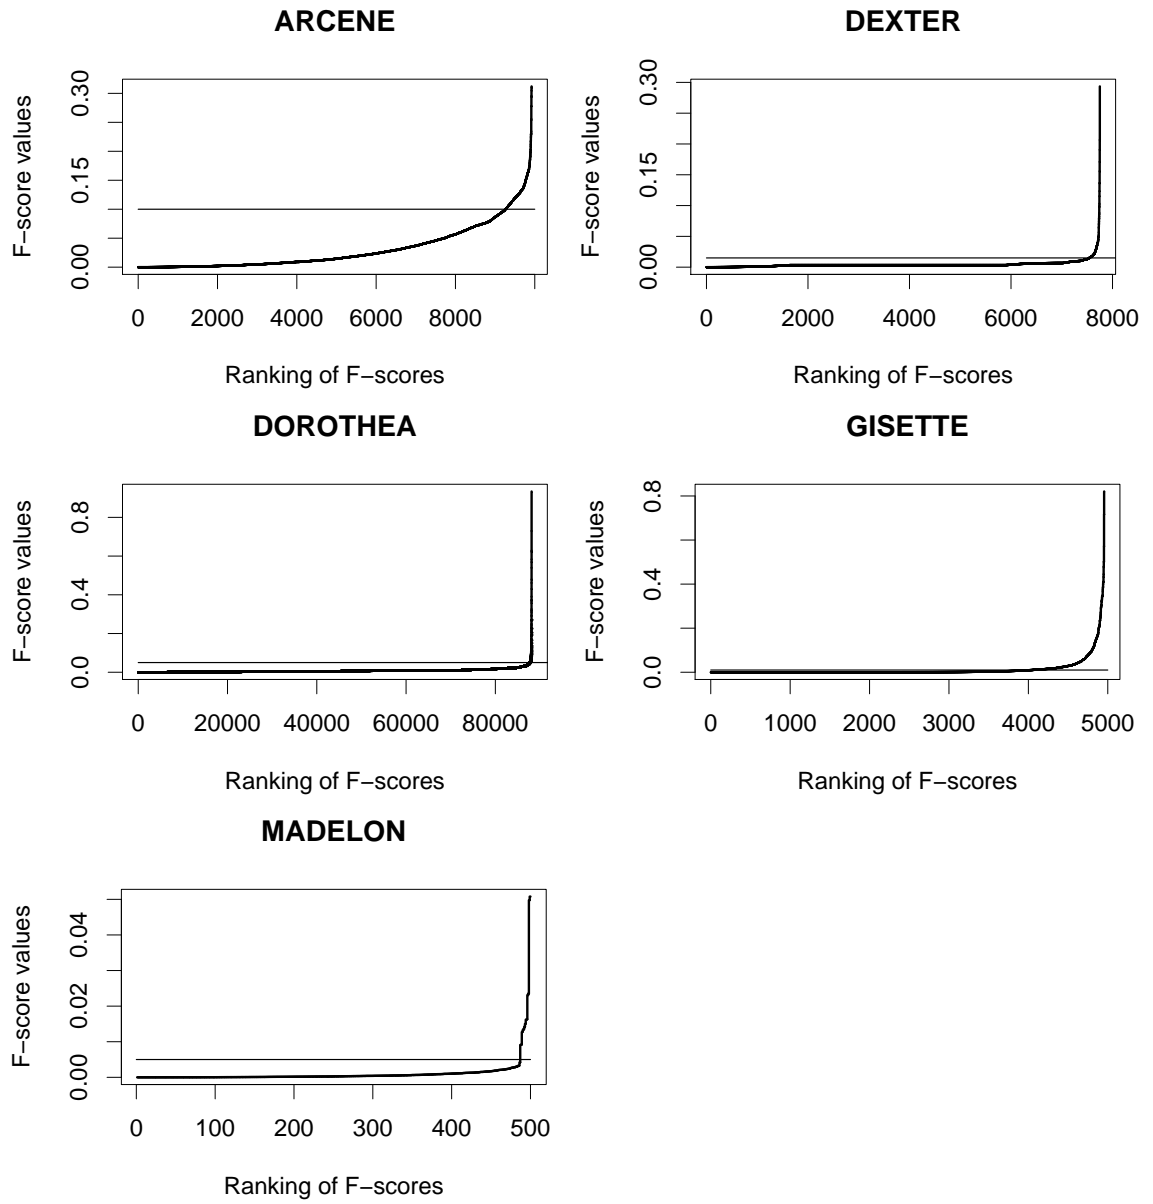 ARCENE
F−score values
0.00 0.15 0.30
0 2000 4000 6000 8000
Ranking of F−scores
DEXTER
F−score values
0.00 0.15 0.30
0 2000 4000 6000 8000
Ranking of F−scores
DOROTHEA
F−score values
0.0 0.4 0.8
0 20000 40000 60000 80000
Ranking of F−scores
GISETTE
F−score values
0.0 0.4 0.8
0 1000 2000 3000 4000 5000
Ranking of F−scores
MADELON
F−score values
0.00 0.02 0.04
0 100 200 300 400 500
Ranking of F−scores